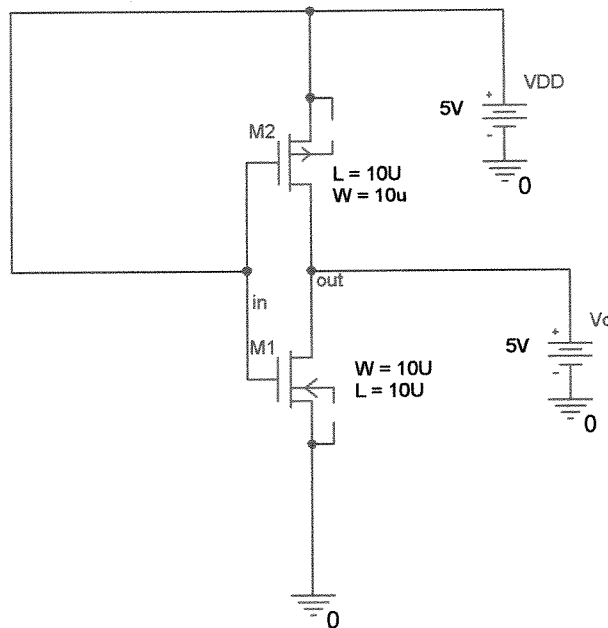 VDD
5V
0
M2
L = 10U
W = 10u
in
out
M1
W = 10U
L = 10U
5V
0
0